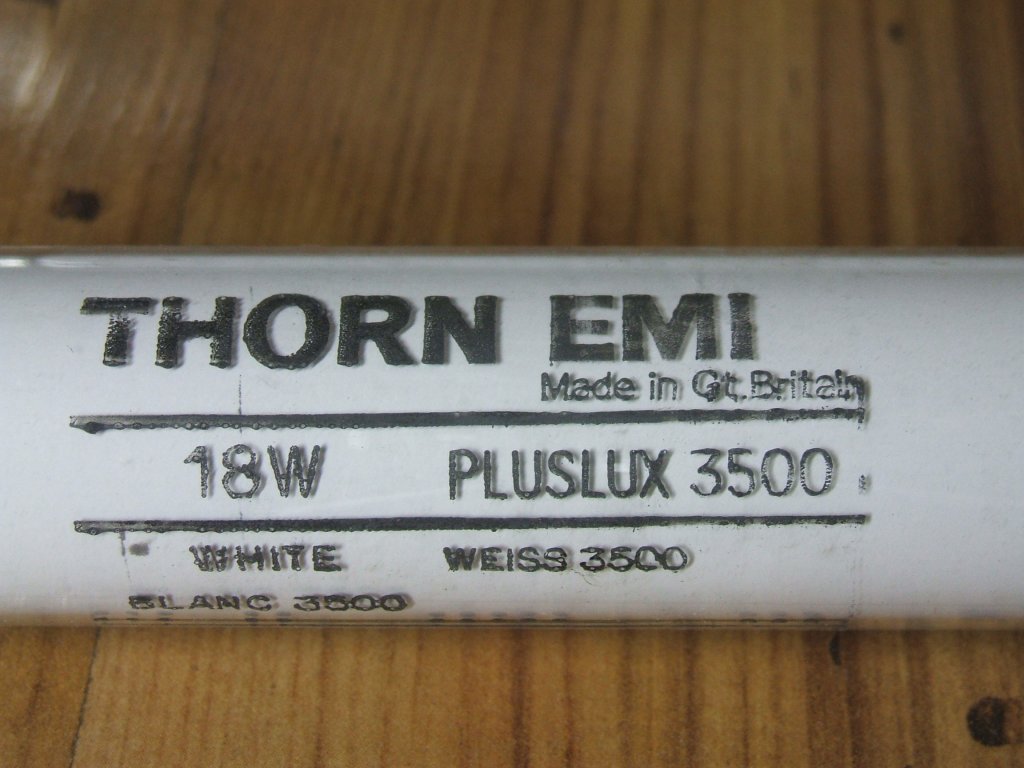 THORN EMI
Made in Gt.Britain
18W PLUSLUX 3500
WHITE WEISS 3500
BLANC 3500